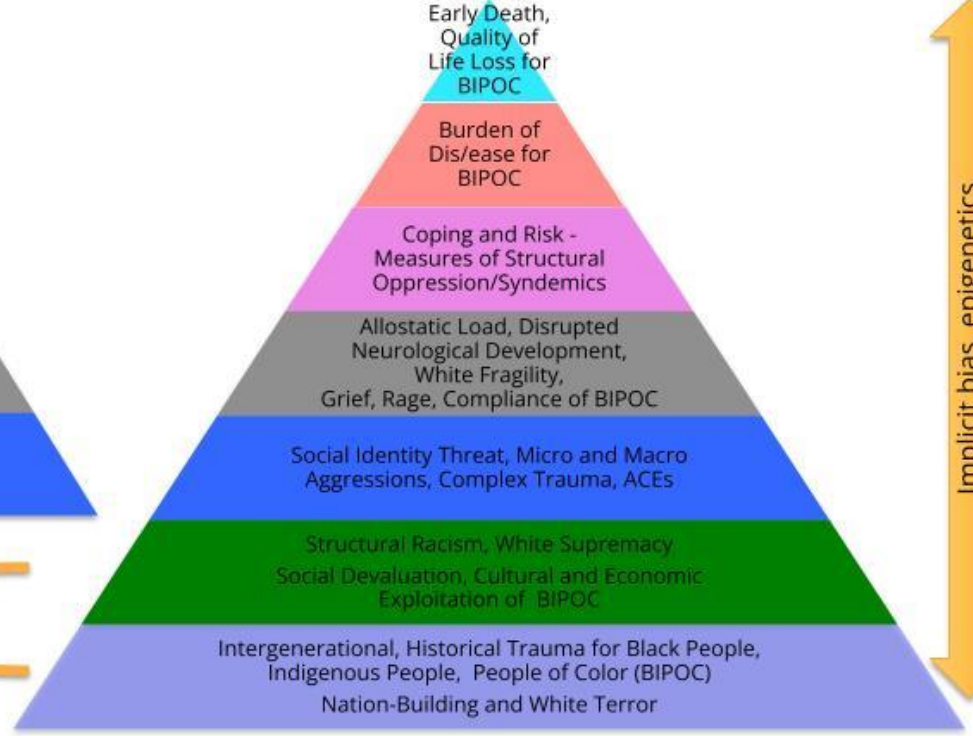 Early Death,
Quality of
Life Loss for
BIPOC
Burden of
Dis/ease for
BIPOC
Coping and Risk -
Measures of Structural
Oppression/Syndemics
Allostatic Load, Disrupted
Neurological Development,
White Fragility,
Grief, Rage, Compliance of BIPOC
Social Identity Threat, Micro and Macro
Aggressions, Complex Trauma, ACEs
Structural Racism, White Supremacy
Social Devaluation, Cultural and Economic
Exploitation of BIPOC
Intergenerational, Historical Trauma for Black People,
Indigenous People, People of Color (BIPOC)
Nation-Building and White Terror
Implicit bias, epigenetics